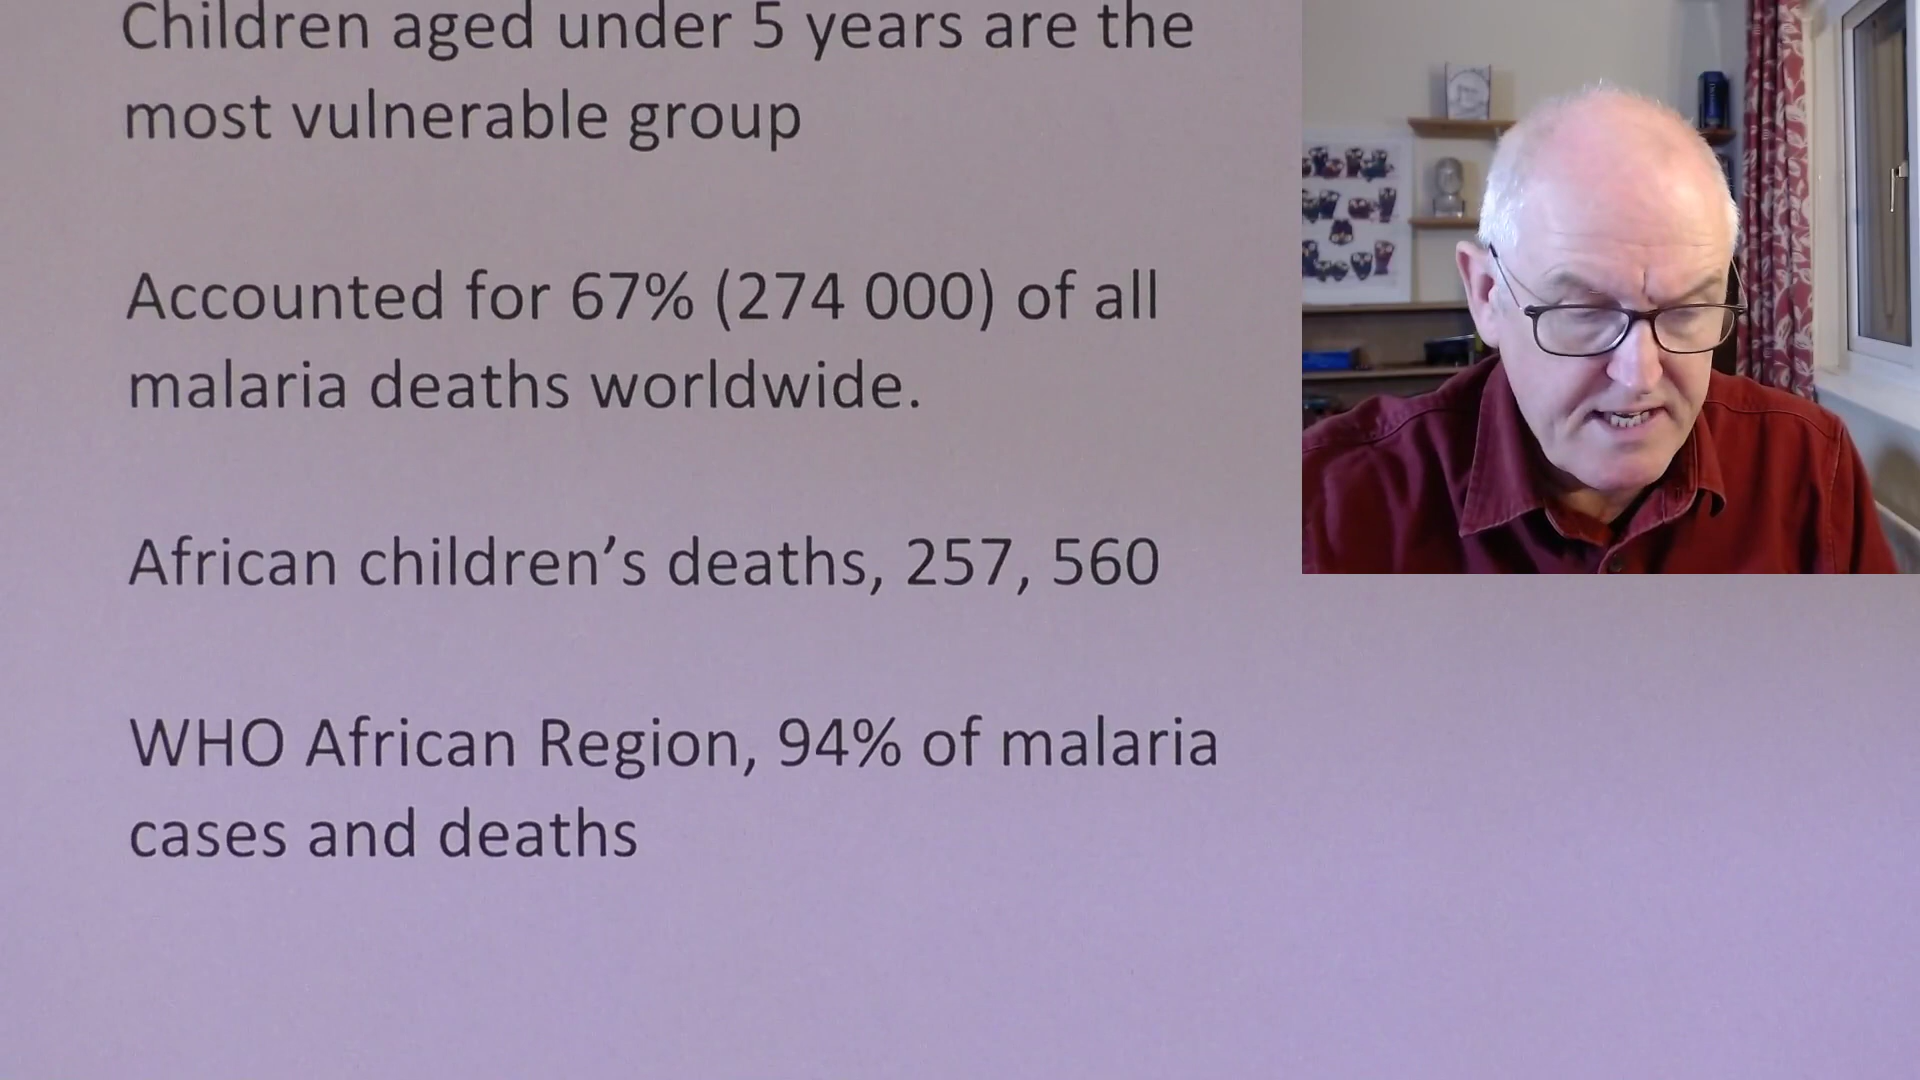 Children aged under 5 years are the
most vulnerable group
Accounted for 67% (274 000) of all
malaria deaths worldwide.
African children’s deaths, 257, 560
WHO African Region, 94% of malaria
cases and deaths